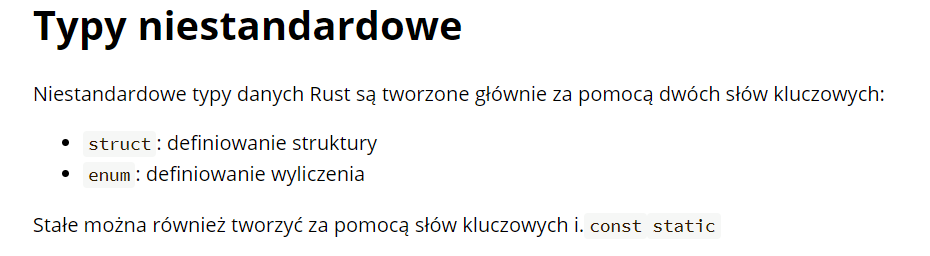 Typy niestandardowe
Niestandardowe typy danych Rust są tworzone głównie za pomocą dwóch słów kluczowych:
• struct: definiowanie struktury
• enum: definiowanie wyliczenia
Stałe można również tworzyć za pomocą słów kluczowych i. const static